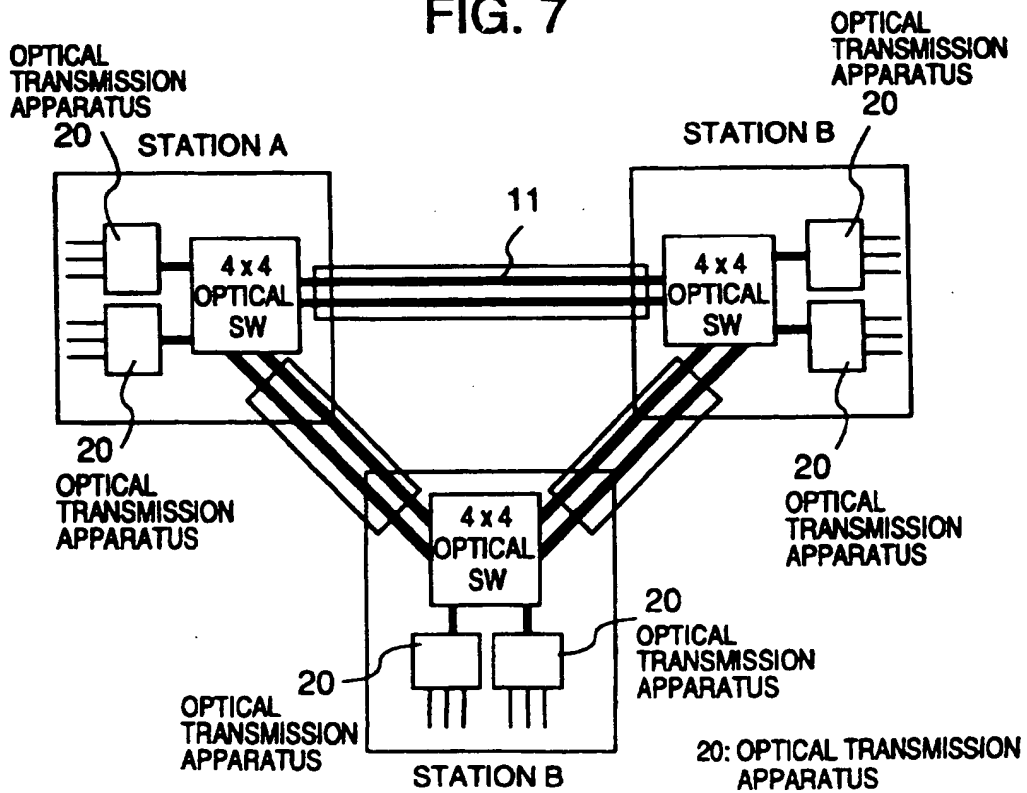 FIG. 7
OPTICAL
TRANSMISSION
APPARATUS
20
STATION A
OPTICAL
TRANSMISSION
APPARATUS
20
STATION B
11
4 x 4
OPTICAL
SW
4 x 4
OPTICAL
SW
20
OPTICAL
TRANSMISSION
APPARATUS
20
OPTICAL
TRANSMISSION
APPARATUS
4 x 4
OPTICAL
SW
20
OPTICAL
TRANSMISSION
APPARATUS
20
OPTICAL
TRANSMISSION
APPARATUS
STATION B
20: OPTICAL TRANSMISSION
APPARATUS